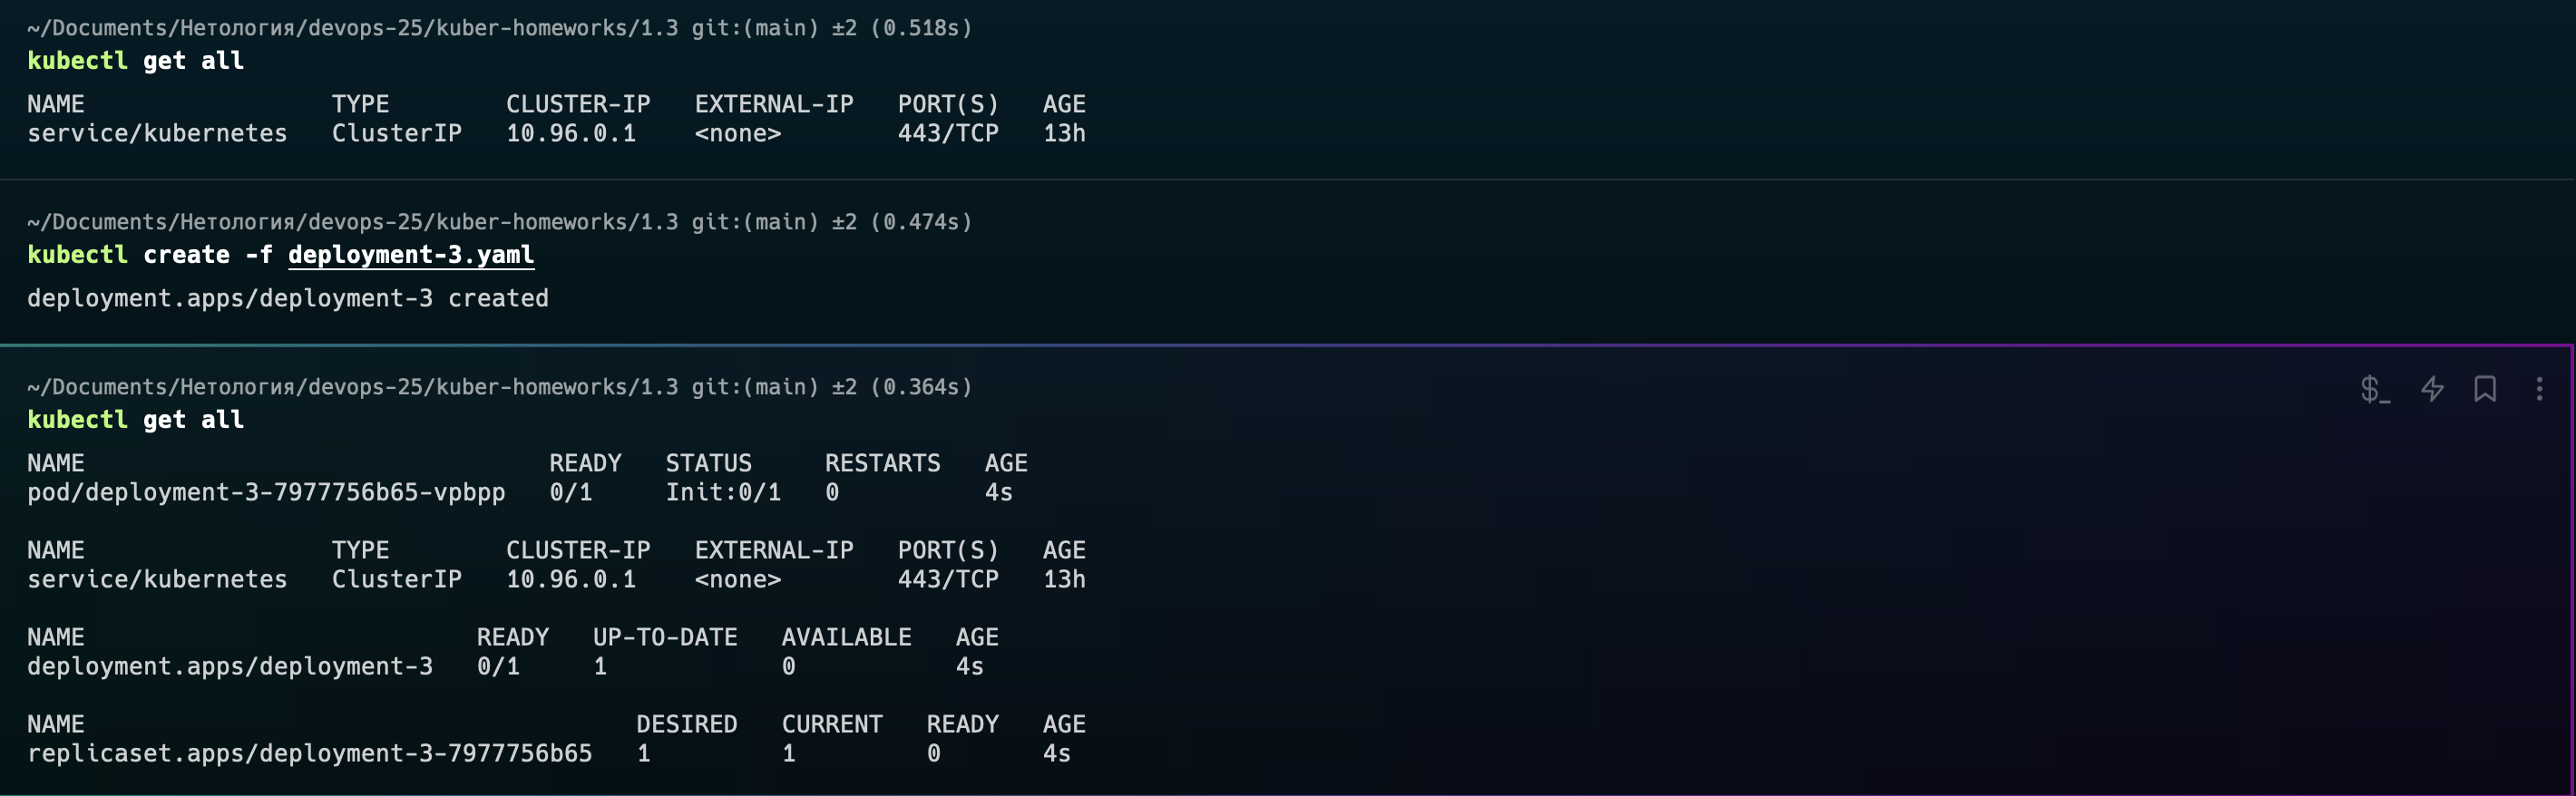 ~/Documents/Нетология/devops-25/kuber-homeworks/1.3 git:(main) ±2 (0.518s)
kubectl get all
NAME                 TYPE        CLUSTER-IP   EXTERNAL-IP   PORT(S)   AGE
service/kubernetes   ClusterIP   10.96.0.1    <none>        443/TCP   13h
~/Documents/Нетология/devops-25/kuber-homeworks/1.3 git:(main) ±2 (0.474s)
kubectl create -f deployment-3.yaml
deployment.apps/deployment-3 created
~/Documents/Нетология/devops-25/kuber-homeworks/1.3 git:(main) ±2 (0.364s)
$_
kubectl get all
NAME                                READY   STATUS     RESTARTS   AGE
pod/deployment-3-7977756b65-vpbpp   0/1     Init:0/1   0          4s
NAME                 TYPE        CLUSTER-IP   EXTERNAL-IP   PORT(S)   AGE
service/kubernetes   ClusterIP   10.96.0.1    <none>        443/TCP   13h
NAME                           READY   UP-TO-DATE   AVAILABLE   AGE
deployment.apps/deployment-3   0/1     1            0           4s
NAME                                      DESIRED   CURRENT   READY   AGE
replicaset.apps/deployment-3-7977756b65   1         1         0       4s